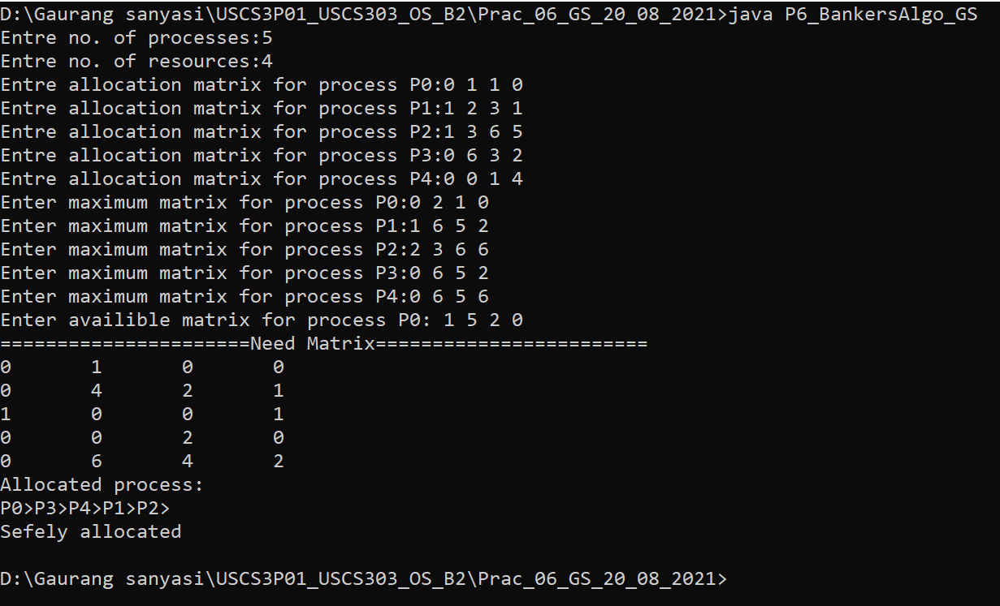 D:\Gaurang sanyasi\USCS3P01_USCS303_OS_B2\Prac_06_GS_20_08_2021>java P6_BankersAlgo_GS
Entre no. of processes:5
Entre no. of resources:4
Entre allocation matrix for process P0:0 1 1 0
Entre allocation matrix for process P1:1 2 3 1
Entre allocation matrix for process P2:1 3 6 5
Entre allocation matrix for process P3:0 6 3 2
Entre allocation matrix for process P4:0 0 1 4
Enter maximum matrix for process P0:0 2 1 0
Enter maximum matrix for process P1:1 6 5 2
Enter maximum matrix for process P2:2 3 6 6
Enter maximum matrix for process P3:0 6 5 2
Enter maximum matrix for process P4:0 6 5 6
Enter availible matrix for process P0: 1 5 2 0
======================Need Matrix========================
0       1       0       0
0       4       2       1
1       0       0       1
0       0       2       0
0       6       4       2
Allocated process:
P0>P3>P4>P1>P2>
Sefely allocated
D:\Gaurang sanyasi\USCS3P01_USCS303_OS_B2\Prac_06_GS_20_08_2021>